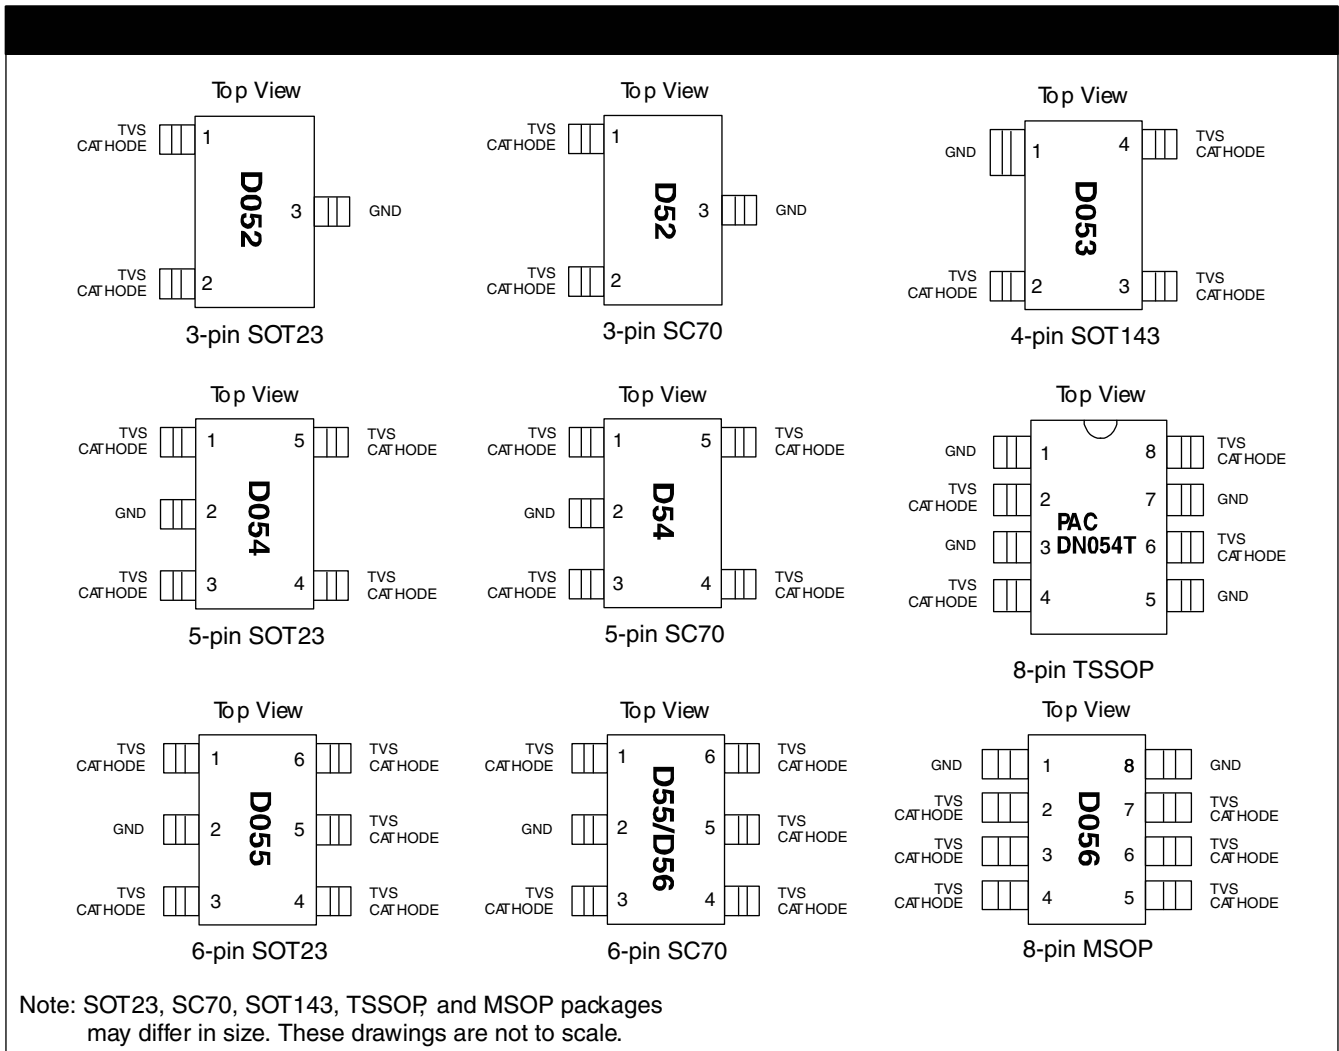 Top View
TVS
CATHODE
1
D052
3
GND
TVS
CATHODE
2
3-pin SOT23
Top View
TVS
CATHODE
1
D52
3
GND
TVS
CATHODE
2
3-pin SC70
Top View
GND
1
4
TVS
CATHODE
D053
TVS
CATHODE
2
3
TVS
CATHODE
4-pin SOT143
Top View
TVS
CATHODE
1
5
TVS
CATHODE
GND
2
D054
TVS
CATHODE
3
4
TVS
CATHODE
5-pin SOT23
Top View
TVS
CATHODE
1
5
TVS
CATHODE
GND
2
D54
TVS
CATHODE
3
4
TVS
CATHODE
5-pin SC70
Top View
GND
1
8
TVS
CATHODE
TVS
CATHODE
2
7
GND
PAC
DN054T
GND
3
6
TVS
CATHODE
TVS
CATHODE
4
5
GND
8-pin TSSOP
Top View
TVS
CATHODE
1
6
TVS
CATHODE
GND
2
D055
5
TVS
CATHODE
TVS
CATHODE
3
4
TVS
CATHODE
6-pin SOT23
Top View
TVS
CATHODE
1
6
TVS
CATHODE
GND
2
D55/D56
5
TVS
CATHODE
TVS
CATHODE
3
4
TVS
CATHODE
6-pin SC70
Top View
GND
1
8
GND
TVS
CATHODE
2
D056
7
TVS
CATHODE
TVS
CATHODE
3
6
TVS
CATHODE
TVS
CATHODE
4
5
TVS
CATHODE
8-pin MSOP
Note: SOT23, SC70, SOT143, TSSOP, and MSOP packages
may differ in size. These drawings are not to scale.